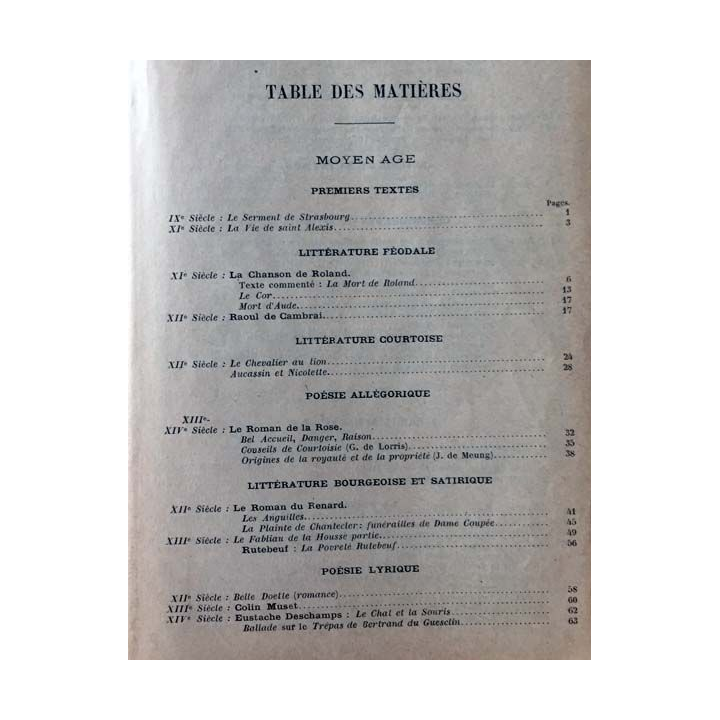 TABLE DES MATIÈRES
MOYEN AGE
PREMIERS TEXTES
Pages.
IXe Siècle : Le Serment de Strasbourg 1
XIe Siècle : La Vie de saint Alexis 3
LITTÉRATURE FÉODALE
XIe Siècle : La Chanson de Roland.
Texte commenté : La Mort de Roland 6
Le Cor 13
Mort d'Aude 17
XIIe Siècle : Raoul de Cambrai 17
LITTÉRATURE COURTOISE
XIIe Siècle : Le Chevalier au lion 24
Aucassin et Nicolette 28
POÉSIE ALLÉGORIQUE
XIIIe-
XIVe Siècle : Le Roman de la Rose.
Bel Accueil, Danger, Raison 32
Conseils de Courtoisie (G. de Lorris) 35
Origines de la royauté et de la propriété (J. de Meung) 38
LITTÉRATURE BOURGEOISE ET SATIRIQUE
XIIe Siècle : Le Roman du Renard.
Les Anguilles 41
La Plainte de Chantecler : funérailles de Dame Coupée 45
XIIIe Siècle : Le Fabliau de la Housse partie 49
Rutebeuf : La Povreté Rutebeuf 56
POÉSIE LYRIQUE
XIIe Siècle : Belle Doette (romance) 58
XIIIe Siècle : Colin Muset 60
XIVe Siècle : Eustache Deschamps : Le Chat et la Souris 62
Ballade sur le Trépas de Bertrand du Guesclin 63